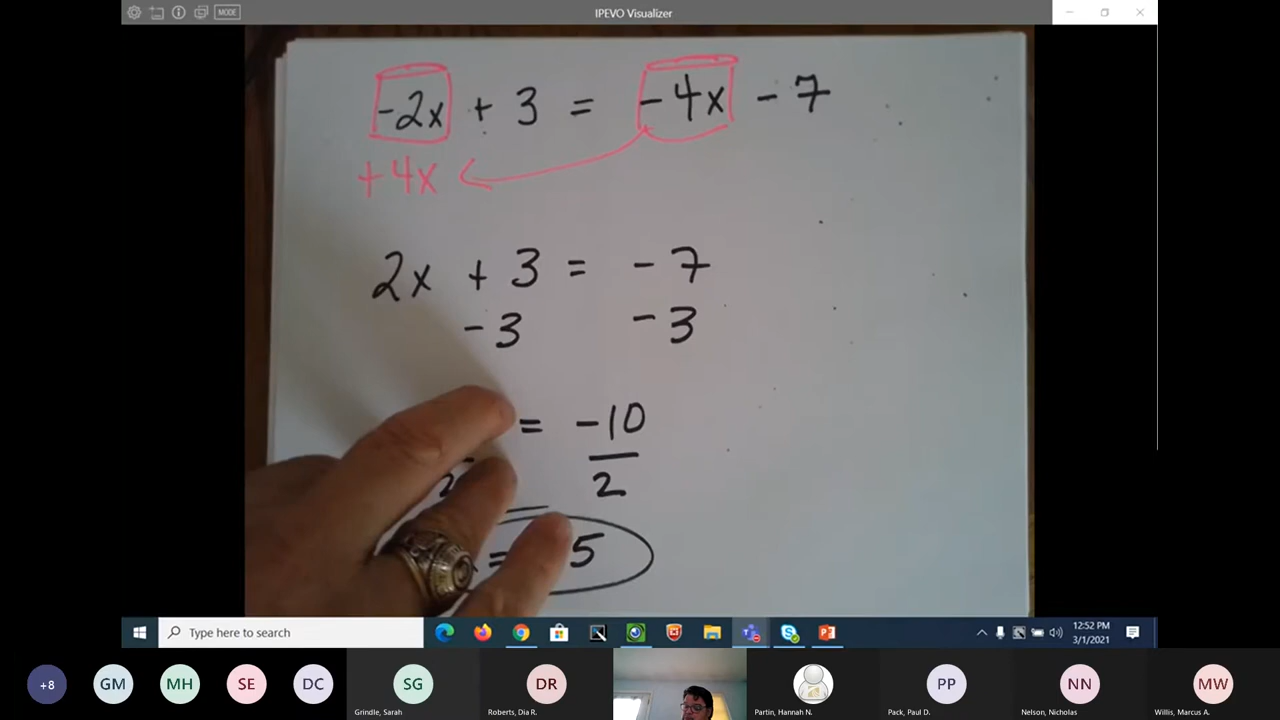 IPEVO Visualizer
MODE
-2x + 3 = -4x - 7
+4x
2x + 3 = -7
-3 -3
= -10
2 2
= 5
Type here to search
12:52 PM
3/1/2021
+8 GM MH SE DC SG DR PP NN MW
Grindle, Sarah Roberts, Dia R. Partin, Hannah N. Pack, Paul D. Nelson, Nicholas Willis, Marcus A.